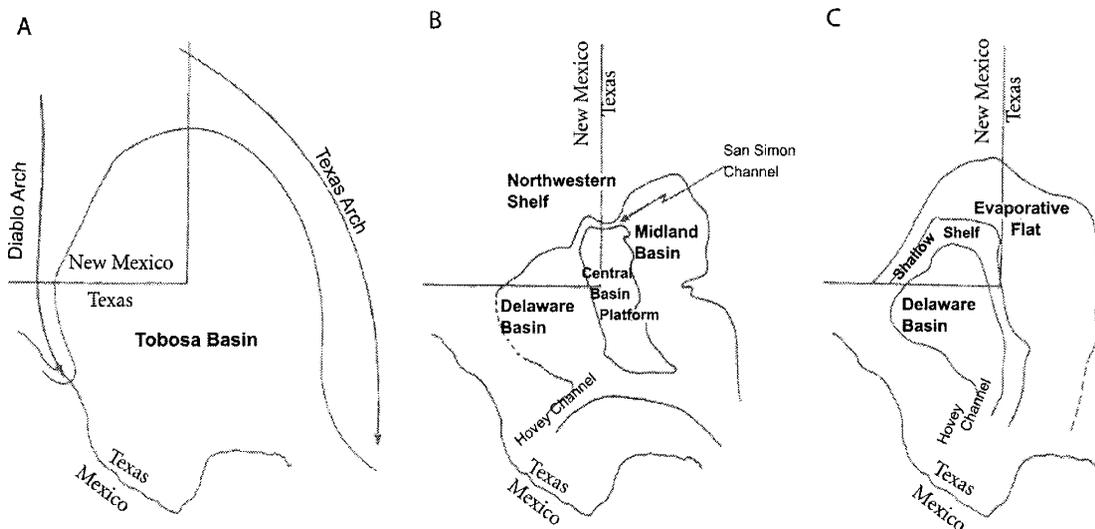 A
Diablo Arch
Texas Arch
New Mexico
Texas
Tobosa Basin
Texas
Mexico
B
New Mexico
Texas
San Simon
Channel
Northwestern
Shelf
Midland
Basin
Central
Basin
Platform
Delaware
Basin
Hovey Channel
Texas
Mexico
C
New Mexico
Texas
Evaporative
Flat
Shallow
Shelf
Delaware
Basin
Hovey
Channel
Texas
Mexico